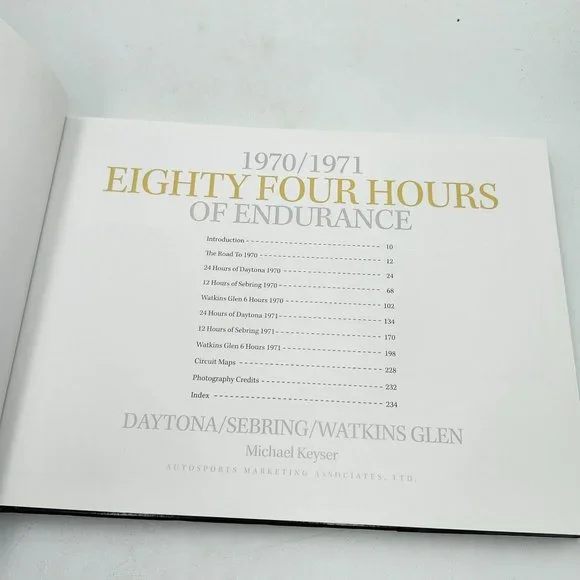 1970/1971
EIGHTY FOUR HOURS
OF ENDURANCE
Introduction ---------------------------- 10
The Road To 1970 ------------------------- 12
24 Hours of Daytona 1970 ------------------- 24
12 Hours of Sebring 1970 -------------------- 68
Watkins Glen 6 Hours 1970 ------------------ 102
24 Hours of Daytona 1971 ------------------- 134
12 Hours of Sebring 1971 -------------------- 170
Watkins Glen 6 Hours 1971 ------------------ 198
Circuit Maps ----------------------------- 228
Photography Credits ----------------------- 232
Index --------------------------------- 234
DAYTONA/SEBRING/WATKINS GLEN
Michael Keyser
AUTOSPORTS MARKETING ASSOCIATES, LTD.